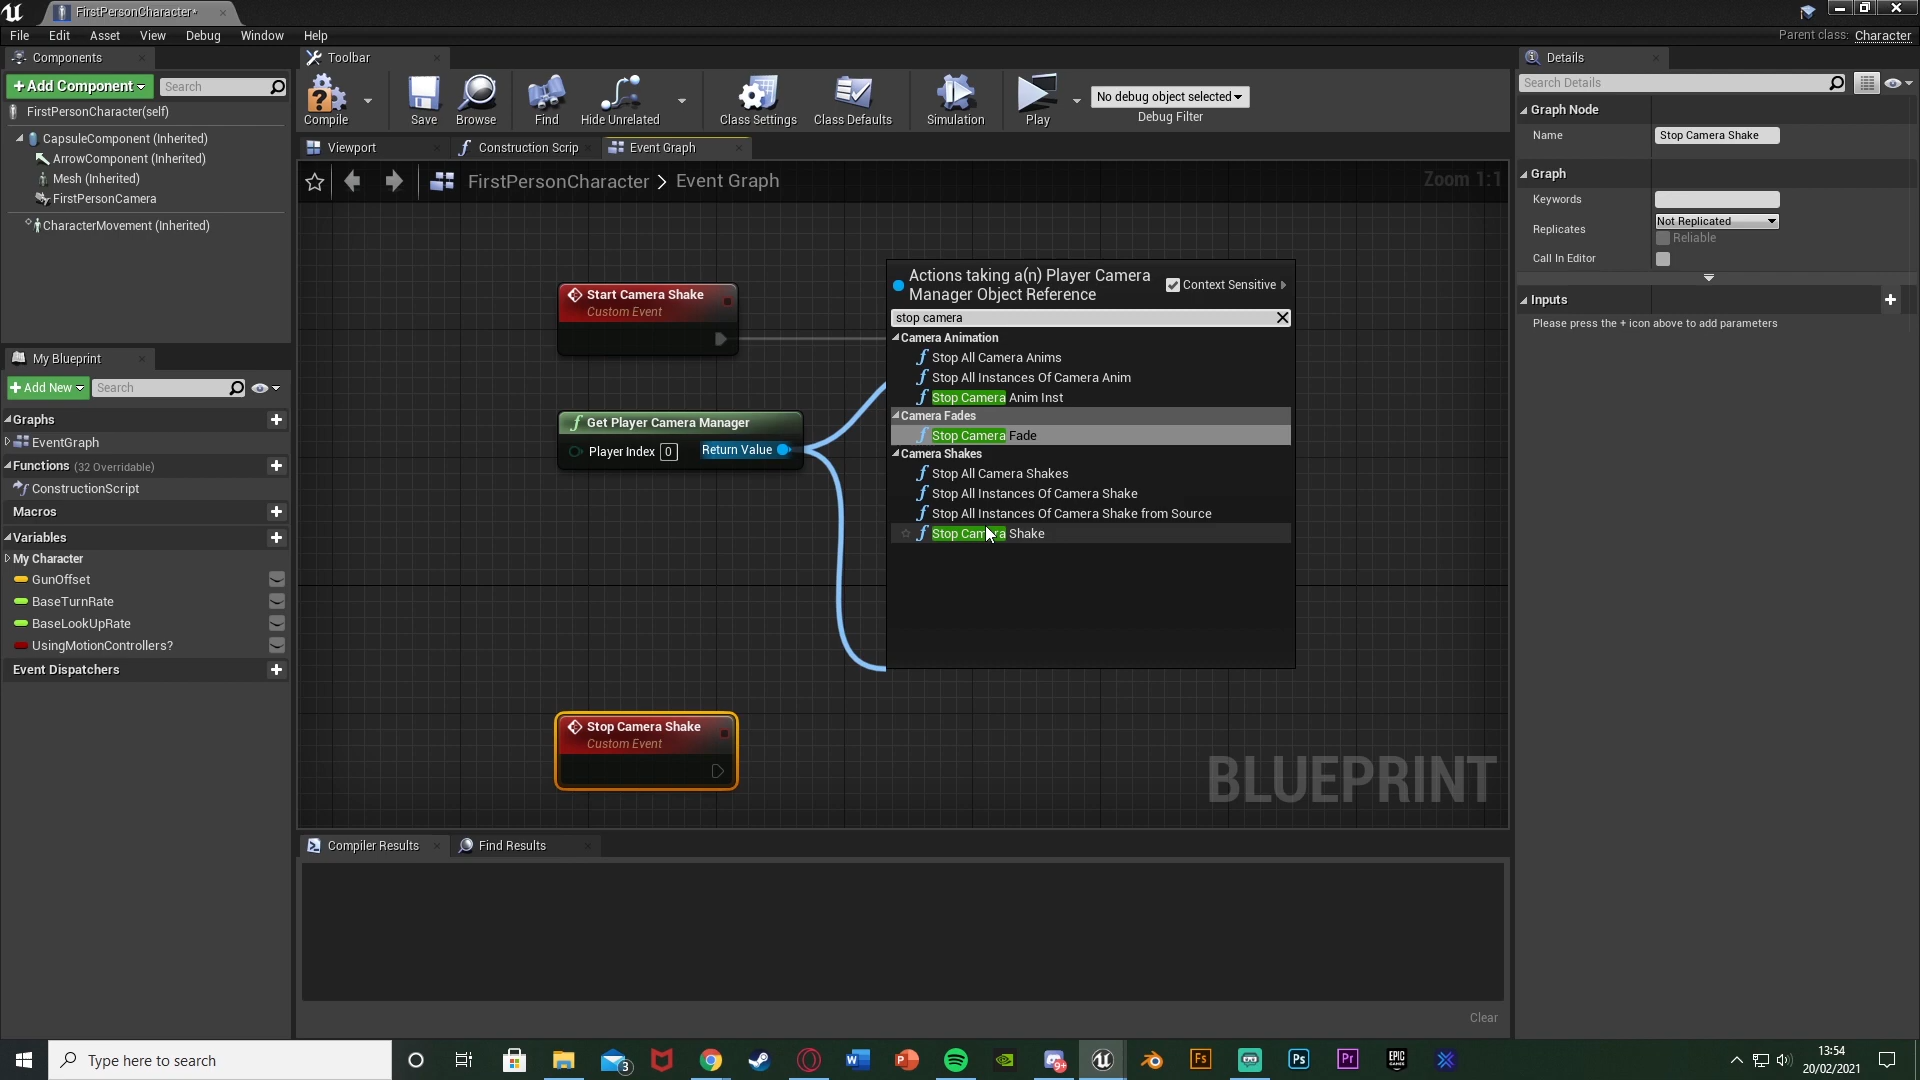 FirstPersonCharacter*
File Edit Asset View Debug Window Help
Parent class: Character
Components
+Add Component
Search
FirstPersonCharacter(self)
CapsuleComponent (Inherited)
ArrowComponent (Inherited)
Mesh (Inherited)
FirstPersonCamera
CharacterMovement (Inherited)
My Blueprint
+Add New
Search
Graphs
EventGraph
Functions (32 Overridable)
ConstructionScript
Macros
Variables
My Character
GunOffset
BaseTurnRate
BaseLookUpRate
UsingMotionControllers?
Event Dispatchers
Toolbar
Compile
Save
Browse
Find
Hide Unrelated
Class Settings
Class Defaults
Simulation
Play
No debug object selected
Debug Filter
Viewport
Construction Scrip
Event Graph
FirstPersonCharacter > Event Graph
Zoom 1:1
Start Camera Shake
Custom Event
Get Player Camera Manager
Player Index 0
Return Value
Stop Camera Shake
Custom Event
Actions taking a(n) Player Camera
Manager Object Reference
Context Sensitive
stop camera
Camera Animation
Stop All Camera Anims
Stop All Instances Of Camera Anim
Stop Camera Anim Inst
Camera Fades
Stop Camera Fade
Camera Shakes
Stop All Camera Shakes
Stop All Instances Of Camera Shake
Stop All Instances Of Camera Shake from Source
Stop Camera Shake
BLUEPRINT
Compiler Results
Find Results
Clear
Details
Search Details
Graph Node
Name Stop Camera Shake
Graph
Keywords
Replicates Not Replicated
Reliable
Call In Editor
Inputs
Please press the + icon above to add parameters
Type here to search
3
W
P
9+
Fs
Ps
Pr
EPIC
GAMES
13:54
20/02/2021